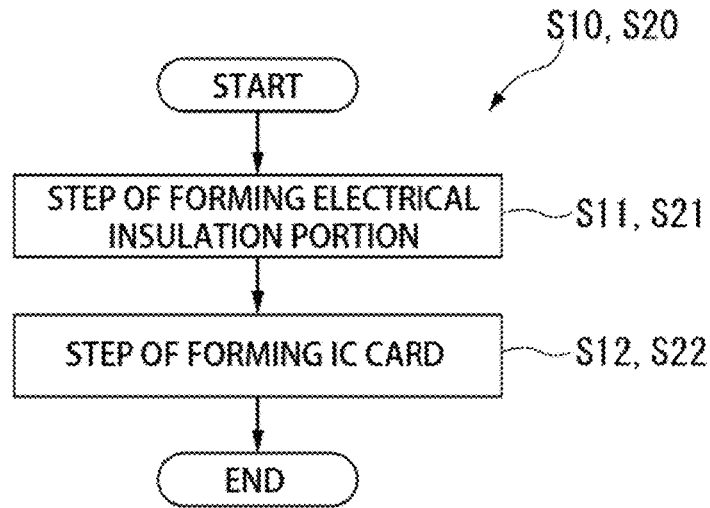 S10, S20
START
STEP OF FORMING ELECTRICAL
INSULATION PORTION
S11, S21
STEP OF FORMING IC CARD
S12, S22
END